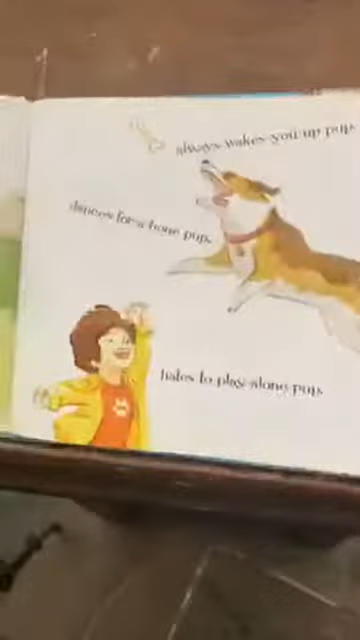 always-wakes-you-up pup,
dances-for-a-bone pup,
hates-to-play-alone pup,